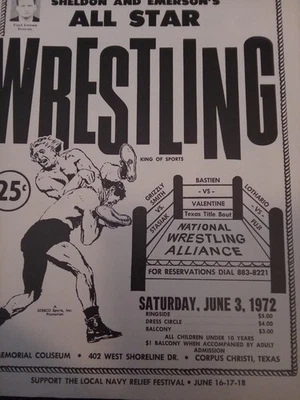 SHELDON AND EMERSON'S
ALL STAR
WRESTLING
KING OF SPORTS
25¢
GRIZZLY
SMITH
VS.
STASIAK
BASTIEN
-VS-
VALENTINE
Texas Title Bout
LOTHARIO
VS.
FUJI
NATIONAL
WRESTLING
ALLIANCE
FOR RESERVATIONS DIAL 883-8221
SATURDAY, JUNE 3, 1972
RINGSIDE
DRESS CIRCLE $4.00
BALCONY $3.00
ALL CHILDREN UNDER 10 YEARS
$1 BALCONY WHEN ACCOMPANIED BY ADULT
ADMISSION
MEMORIAL COLISEUM • 402 WEST SHORELINE DR. • CORPUS CHRISTI, TEXAS
SUPPORT THE LOCAL NAVY RELIEF FESTIVAL • JUNE 16-17-18